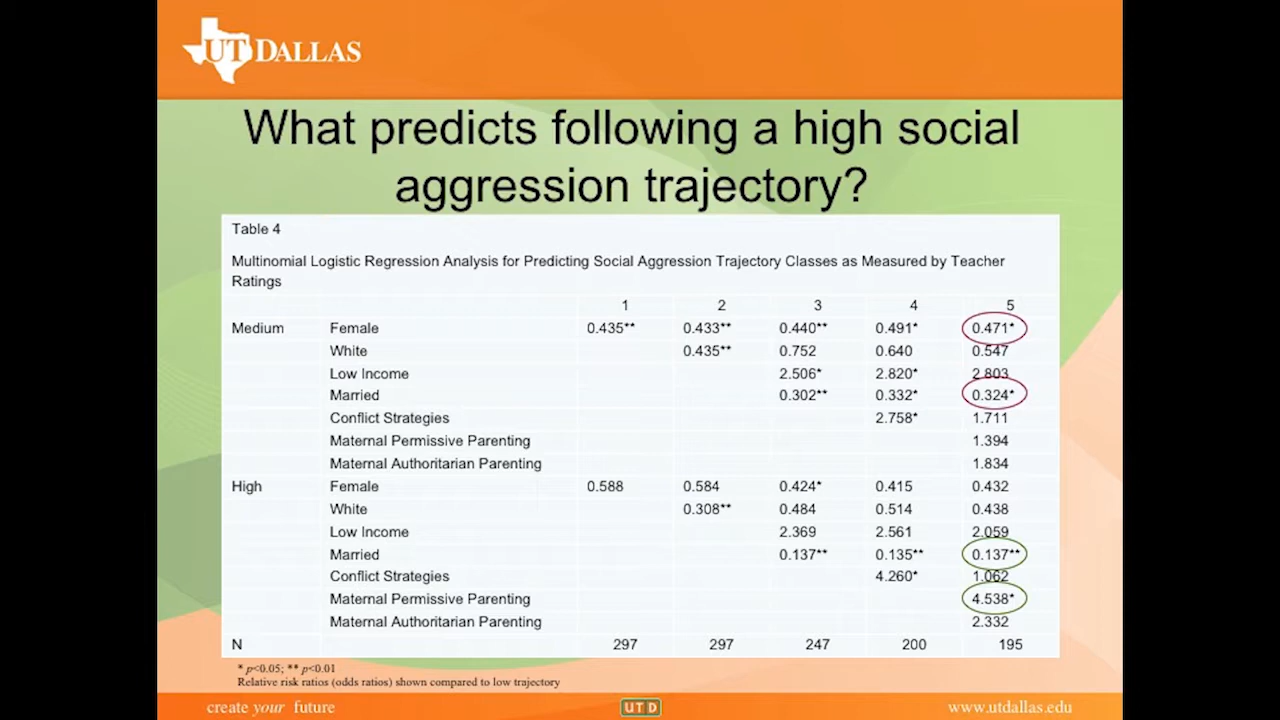 UT DALLAS
What predicts following a high social
aggression trajectory?
Table 4
Multinomial Logistic Regression Analysis for Predicting Social Aggression Trajectory Classes as Measured by Teacher
Ratings
1 2 3 4 5
Medium Female 0.435** 0.433** 0.440** 0.491* 0.471*
White 0.435** 0.752 0.640 0.547
Low Income 2.506* 2.820* 2.803
Married 0.302** 0.332* 0.324*
Conflict Strategies 2.758* 1.711
Maternal Permissive Parenting 1.394
Maternal Authoritarian Parenting 1.834
High Female 0.588 0.584 0.424* 0.415 0.432
White 0.308** 0.484 0.514 0.438
Low Income 2.369 2.561 2.059
Married 0.137** 0.135** 0.137**
Conflict Strategies 4.260* 1.062
Maternal Permissive Parenting 4.538*
Maternal Authoritarian Parenting 2.332
N 297 297 247 200 195
* p<0.05; ** p<0.01
Relative risk ratios (odds ratios) shown compared to low trajectory
create your future UTD www.utdallas.edu